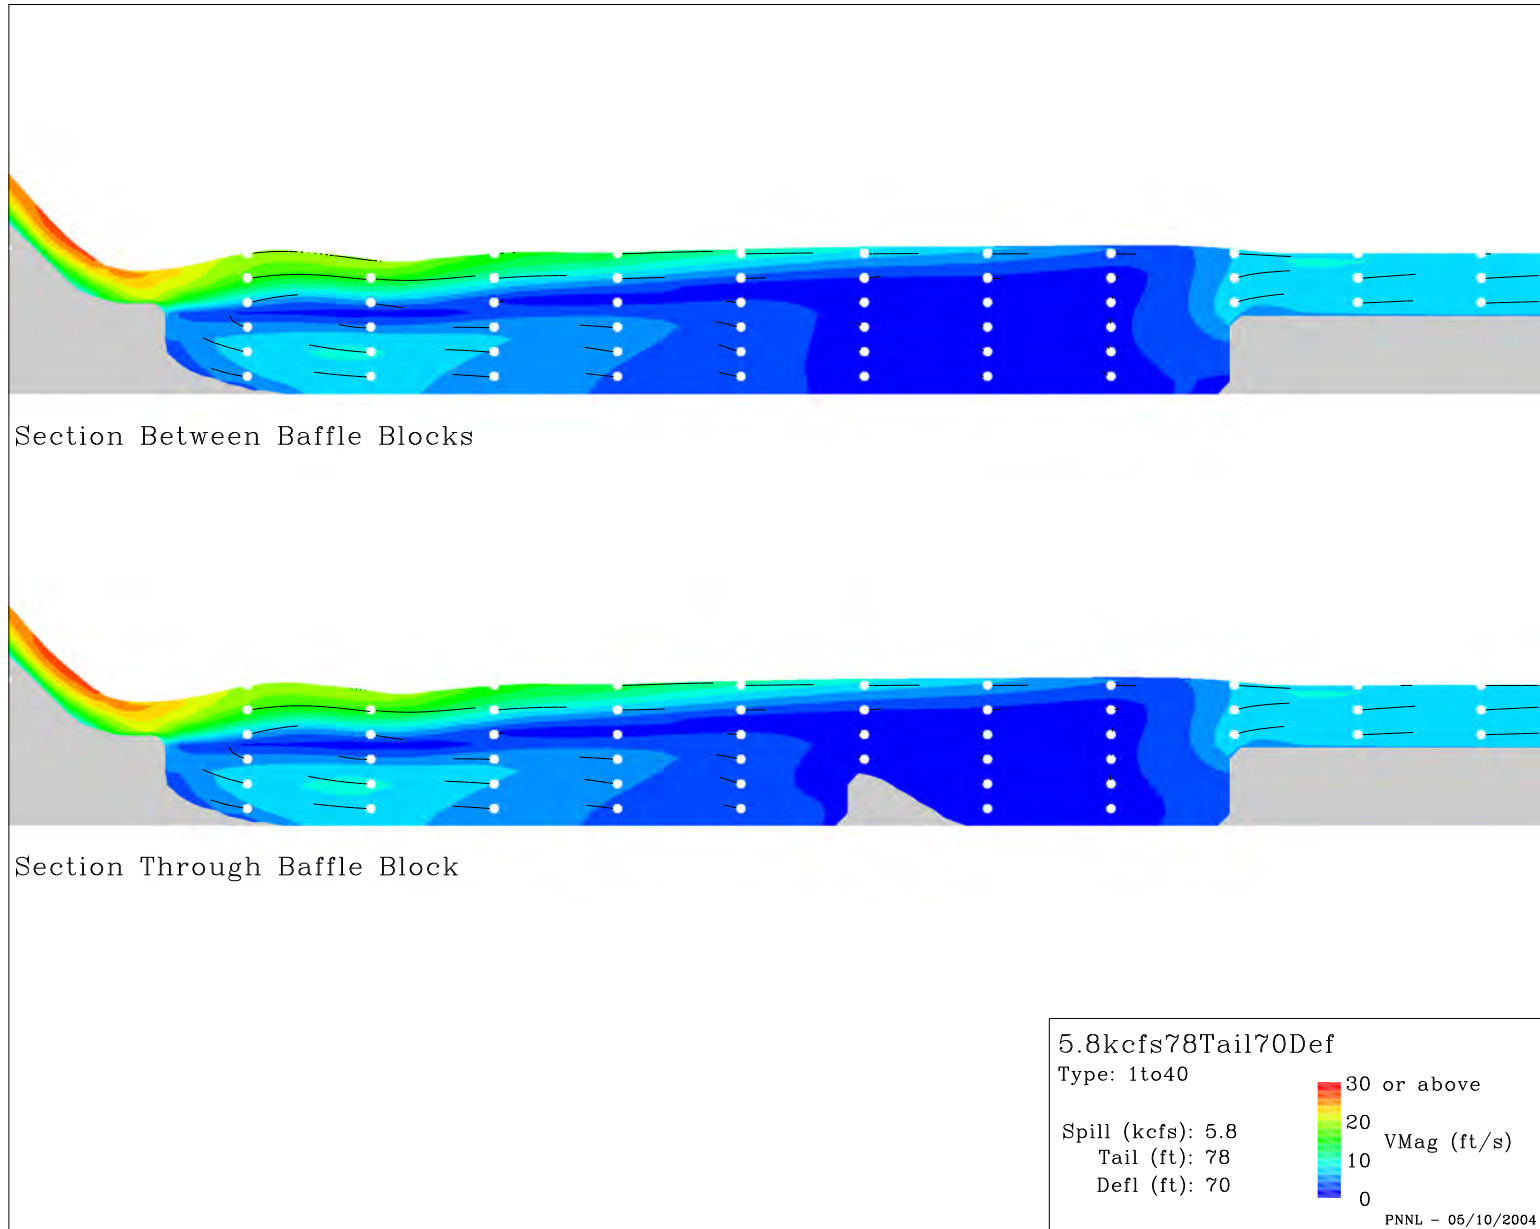 Section Between Baffle Blocks
Section Through Baffle Block
5.8kcfs78Tail70Def
Type: 1to40
30 or above
20
Spill (kcfs): 5.8
VMag (ft/s)
Tail (ft): 78
10
Defl (ft): 70
0
PNNL - 05/10/2004